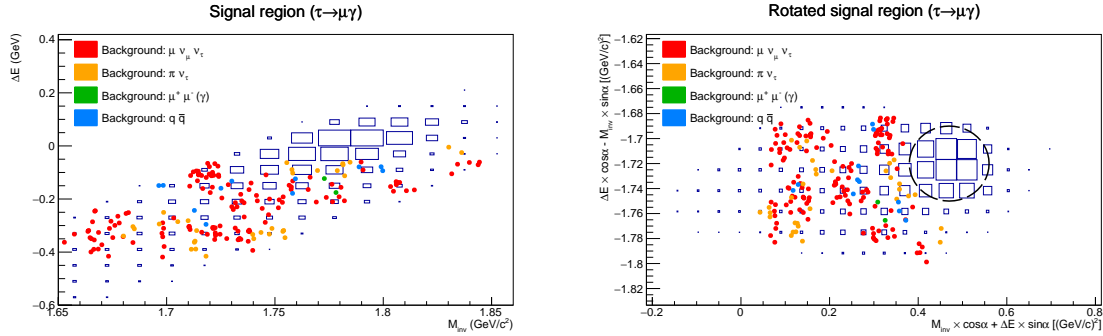 Signal region (τ→μγ)
ΔE (GeV)
0.4
0.2
0
−0.2
−0.4
−0.6
Background: μ ν_μ ν_τ
Background: π ν_τ
Background: μ⁺ μ⁻(γ)
Background: q q̅
1.65 1.7 1.75 1.8 1.85
M_inv (GeV/c²)
Rotated signal region (τ→μγ)
ΔE × cosα - M_inv × sinα [(GeV/c)²]
−1.62
−1.64
−1.66
−1.68
−1.7
−1.72
−1.74
−1.76
−1.78
−1.8
−1.82
Background: μ ν_μ ν_τ
Background: π ν_τ
Background: μ⁺ μ⁻(γ)
Background: q q̅
−0.2 0 0.2 0.4 0.6 0.8
M_inv × cosα + ΔE × sinα [(GeV/c)²]